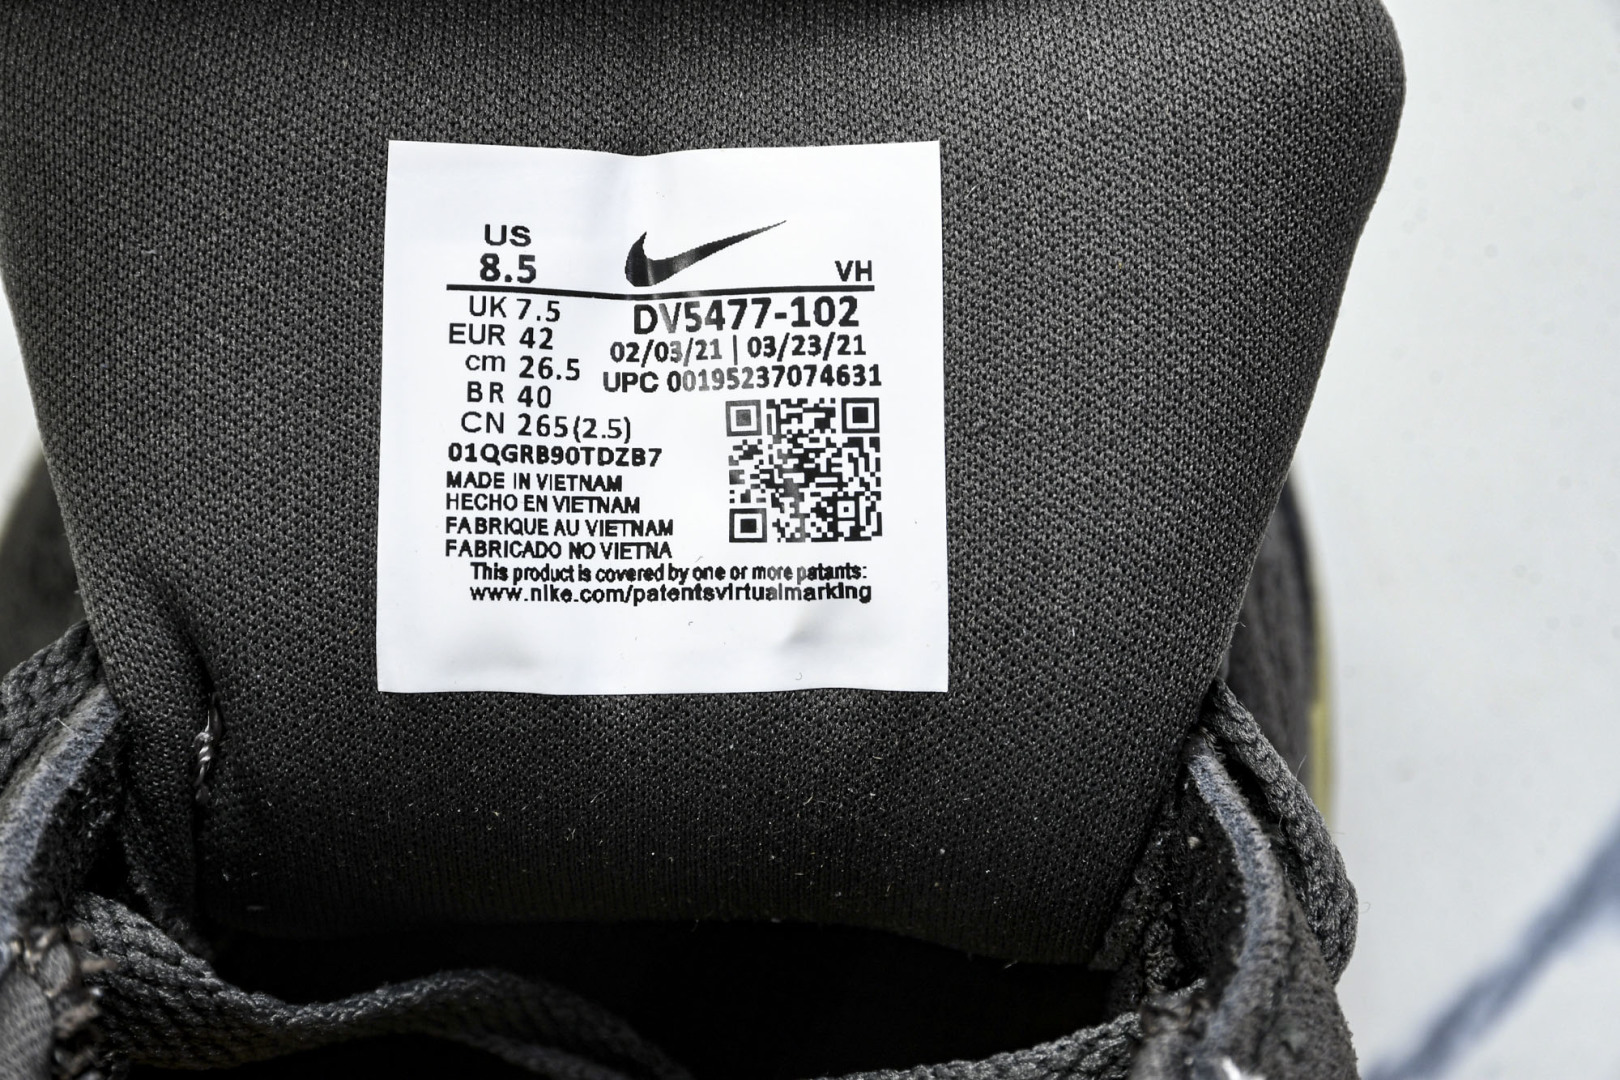 US
8.5
VH
UK 7.5
EUR 42
cm 26.5
BR 40
CN 265(2.5)
DV5477-102
02/03/21 | 03/23/21
UPC 00195237074631
01QGRB90TDZB7
MADE IN VIETNAM
HECHO EN VIETNAM
FABRIQUE AU VIETNAM
FABRICADO NO VIETNA
This product is covered by one or more patants:
www.nike.com/patentsvirtualmarking